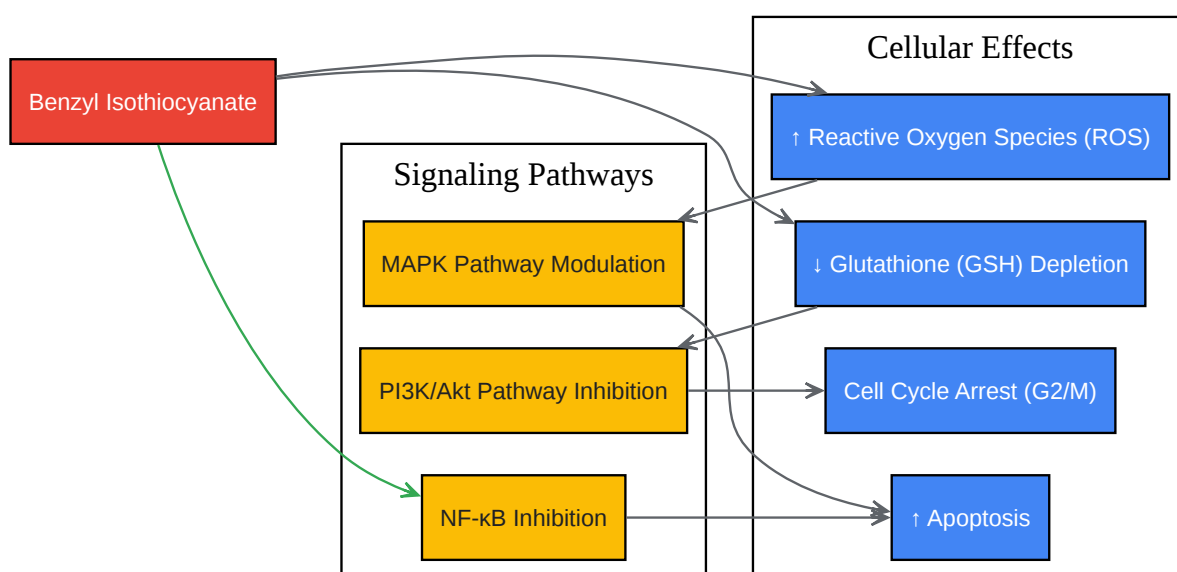 Cellular Effects
Benzyl Isothiocyanate
↑ Reactive Oxygen Species (ROS)
Signaling Pathways
MAPK Pathway Modulation
↓ Glutathione (GSH) Depletion
PI3K/Akt Pathway Inhibition
Cell Cycle Arrest (G2/M)
NF-κB Inhibition
↑ Apoptosis